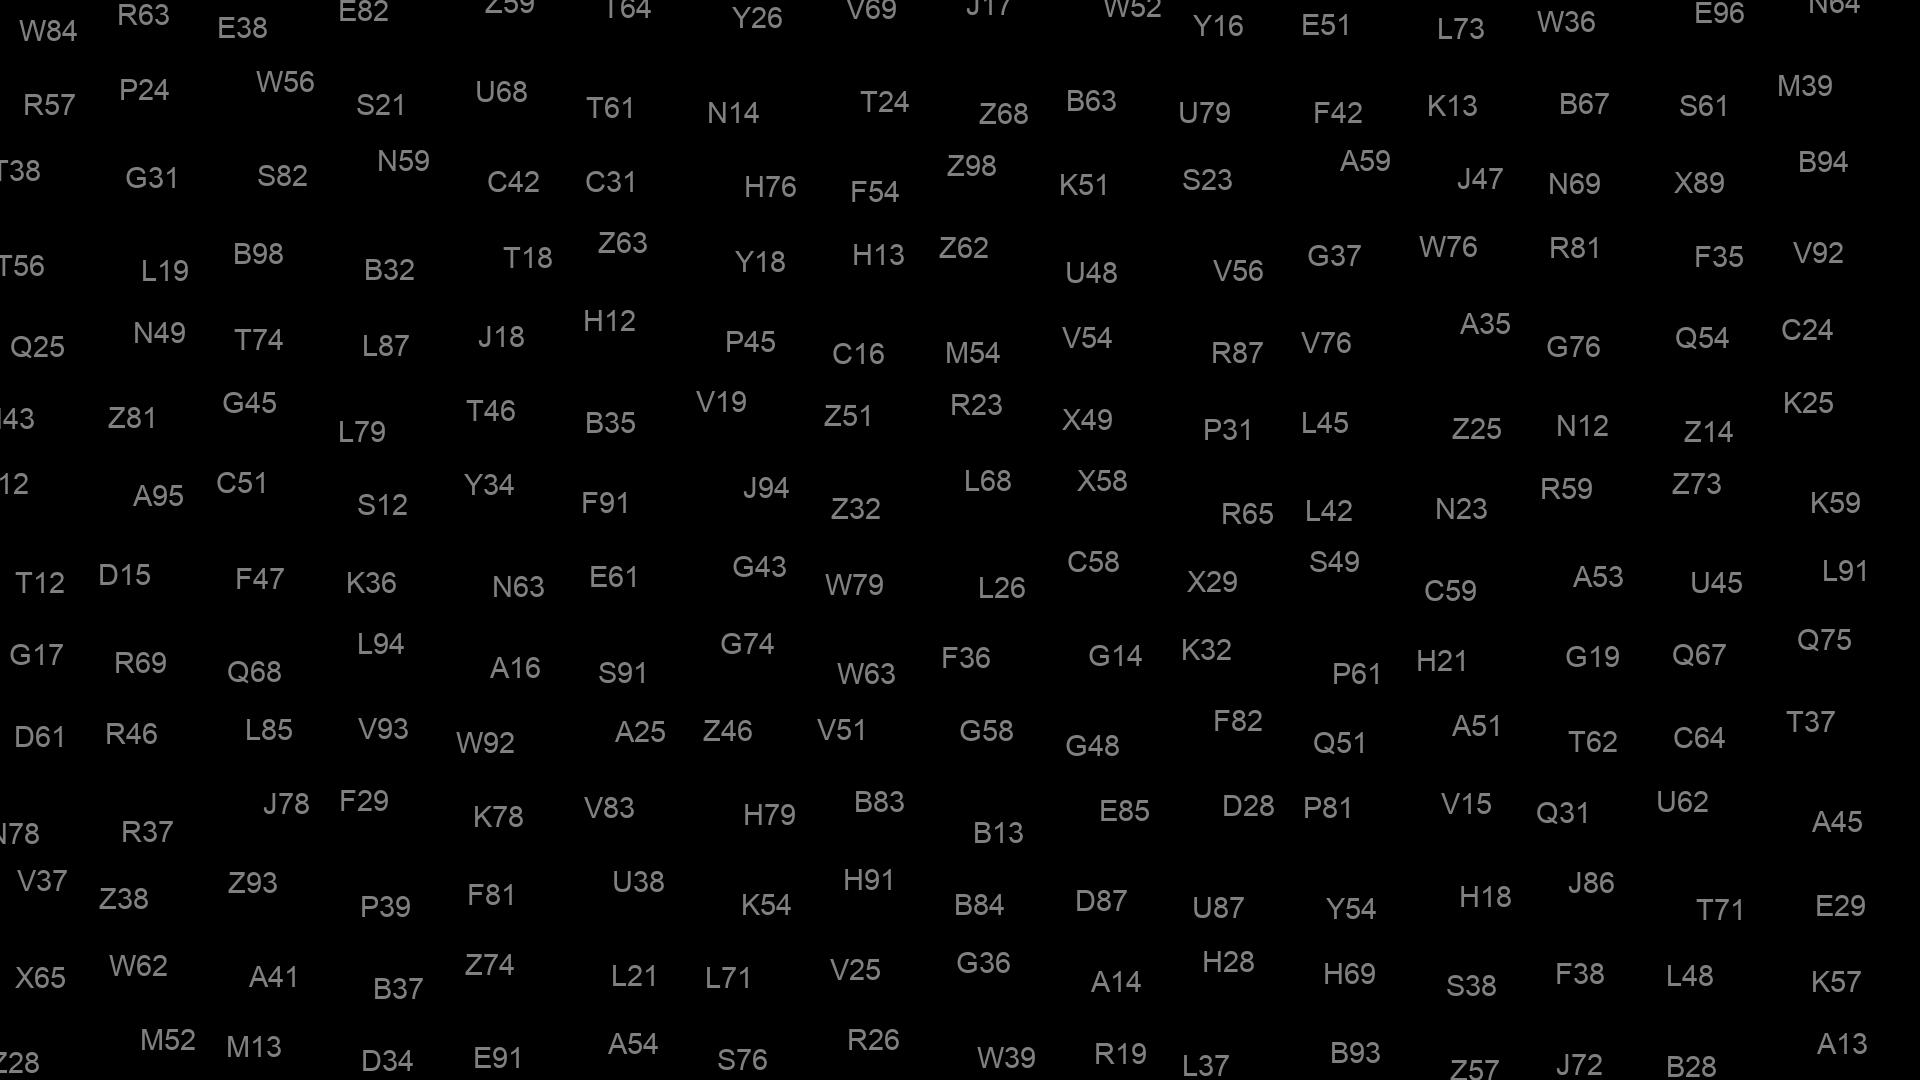 W84 R63 E38 E82 Z59 T64 Y26 V69 J17 W52 Y16 E51 L73 W36 E96 N64
R57 P24 W56 S21 U68 T61 N14 T24 Z68 B63 U79 F42 K13 B67 S61 M39
T38 G31 S82 N59 C42 C31 H76 F54 Z98 K51 S23 A59 J47 N69 X89 B94
T56 L19 B98 B32 T18 Z63 Y18 H13 Z62 U48 V56 G37 W76 R81 F35 V92
Q25 N49 T74 L87 J18 H12 P45 C16 M54 V54 R87 V76 A35 G76 Q54 C24
43 Z81 G45 L79 T46 B35 V19 Z51 R23 X49 P31 L45 Z25 N12 Z14 K25
12 A95 C51 S12 Y34 F91 J94 Z32 L68 X58 R65 L42 N23 R59 Z73 K59
T12 D15 F47 K36 N63 E61 G43 W79 L26 C58 X29 S49 C59 A53 U45 L91
G17 R69 Q68 L94 A16 S91 G74 W63 F36 G14 K32 P61 H21 G19 Q67 Q75
D61 R46 L85 V93 W92 A25 Z46 V51 G58 G48 F82 Q51 A51 T62 C64 T37
N78 R37 J78 F29 K78 V83 H79 B83 B13 E85 D28 P81 V15 Q31 U62 A45
V37 Z38 Z93 P39 F81 U38 K54 H91 B84 D87 U87 Y54 H18 J86 T71 E29
X65 W62 A41 B37 Z74 L21 L71 V25 G36 A14 H28 H69 S38 F38 L48 K57
Z28 M52 M13 D34 E91 A54 S76 R26 W39 R19 L37 B93 Z57 J72 B28 A13